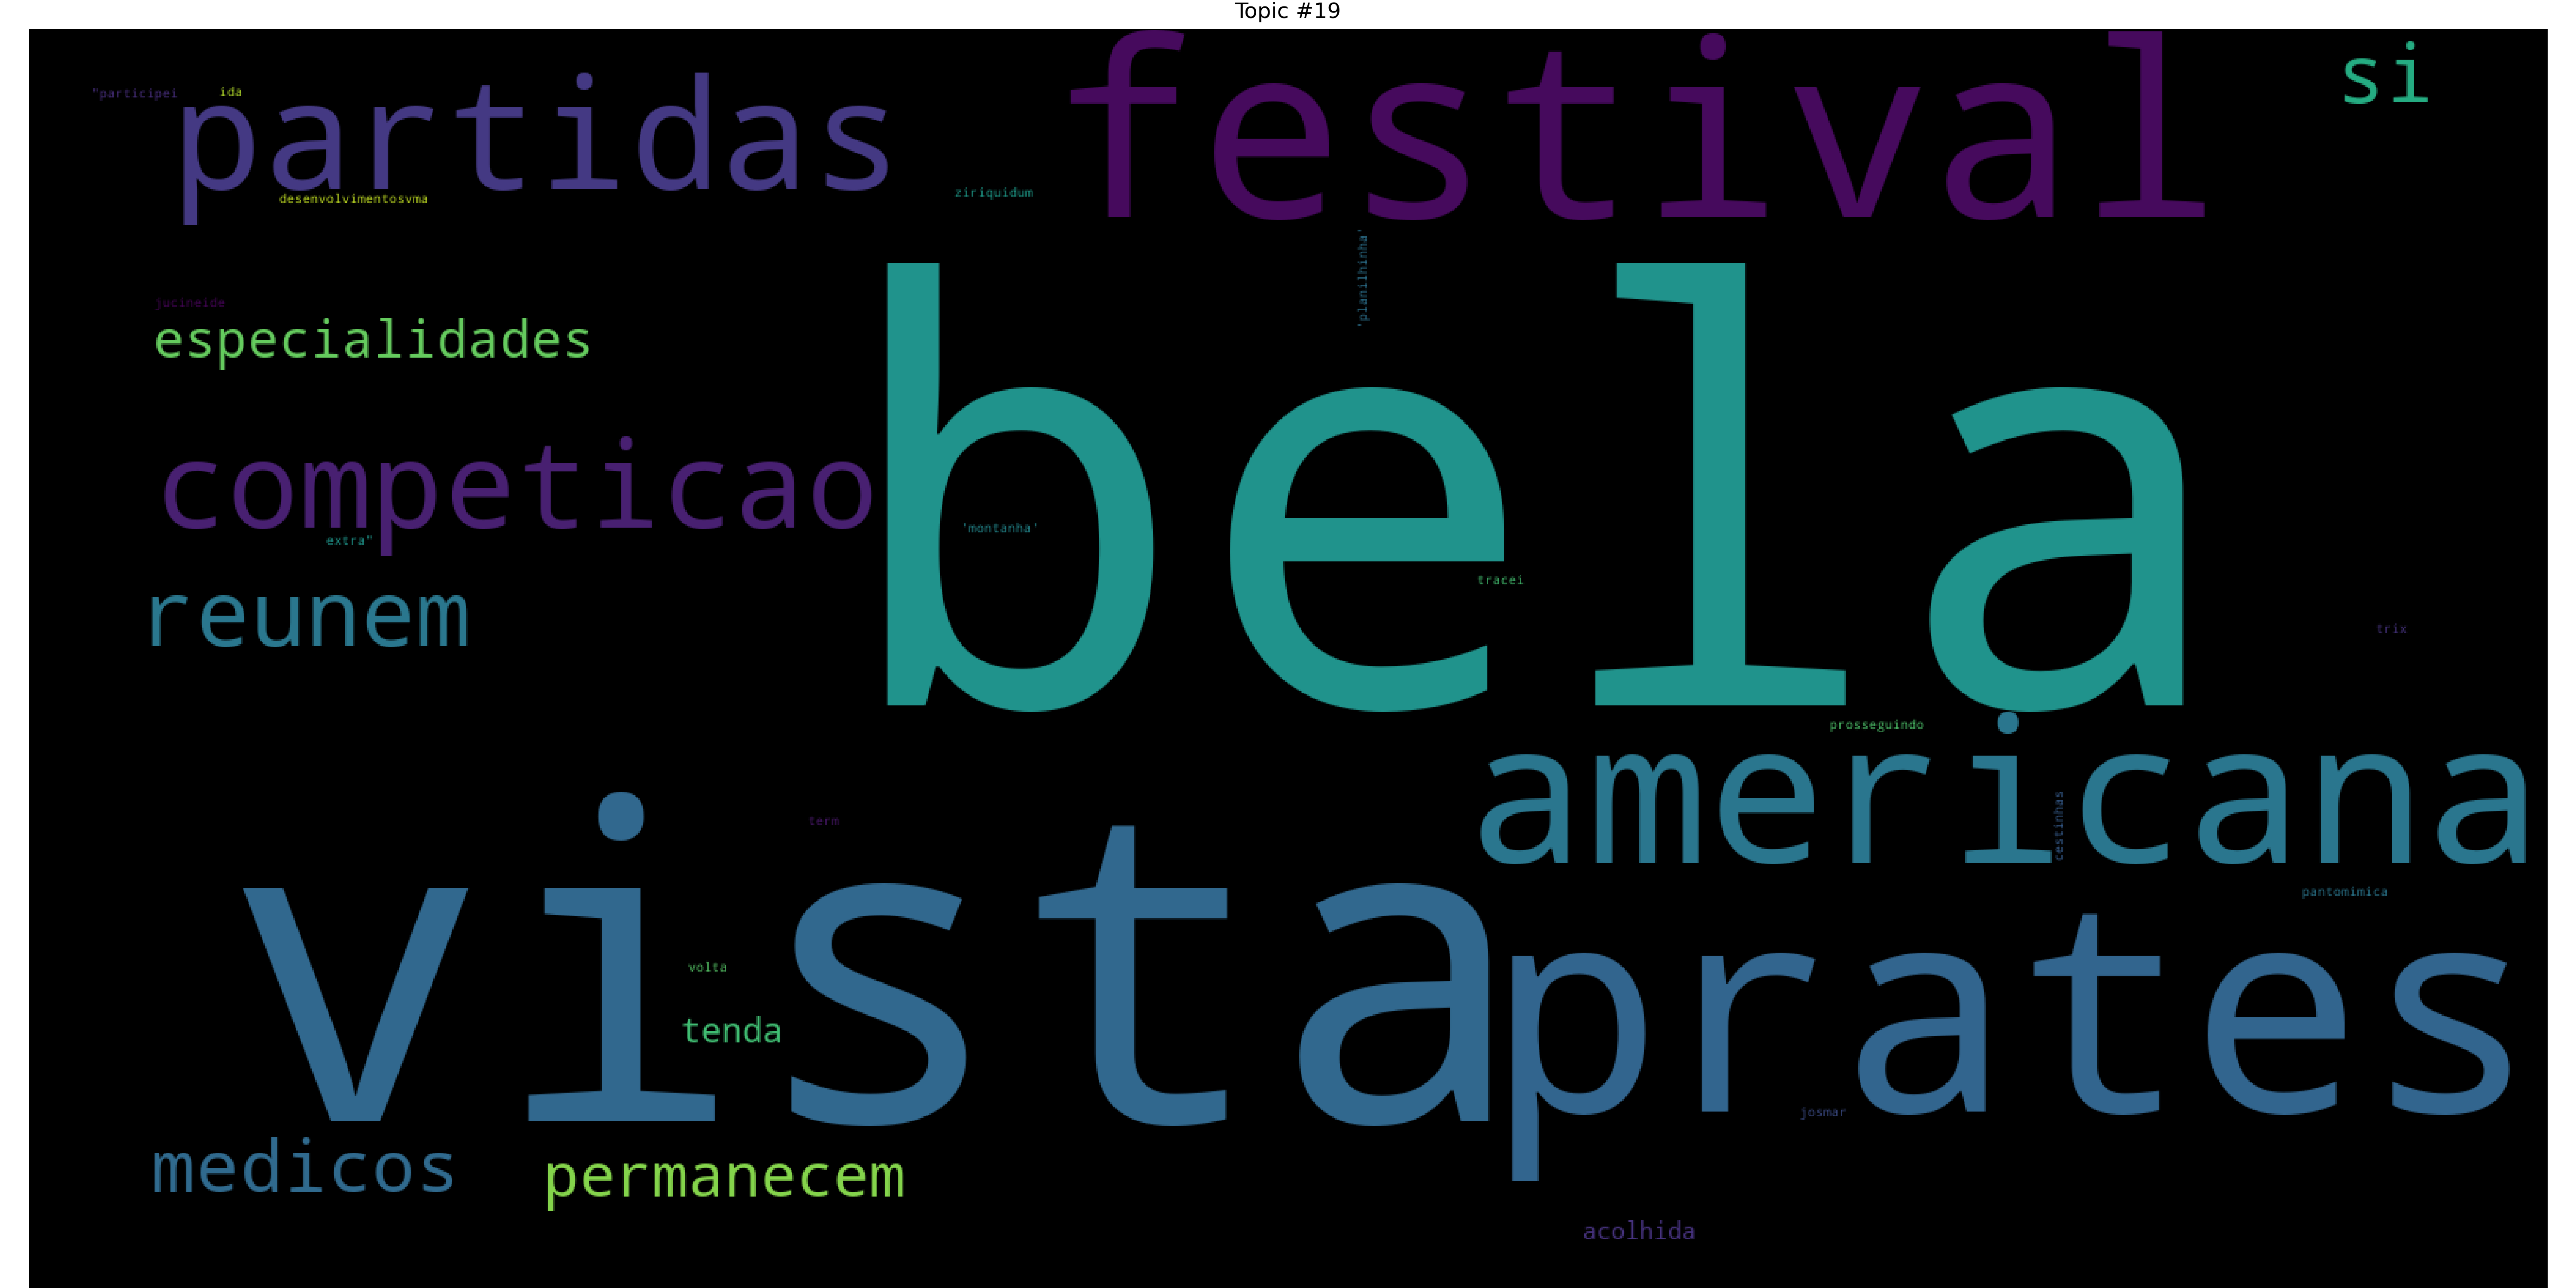 Topic #19
festival
si
partidas
"participei
ida
desenvolvimentosvma
ziriquidum
'planilhinha'
jucineide
especialidades
bela
competicao
'montanha'
extra"
tracei
reunem
trix
prosseguindo
americana
cestinhas
term
vista
pantomimica
prates
volta
tenda
josmar
medicos
permanecem
acolhida